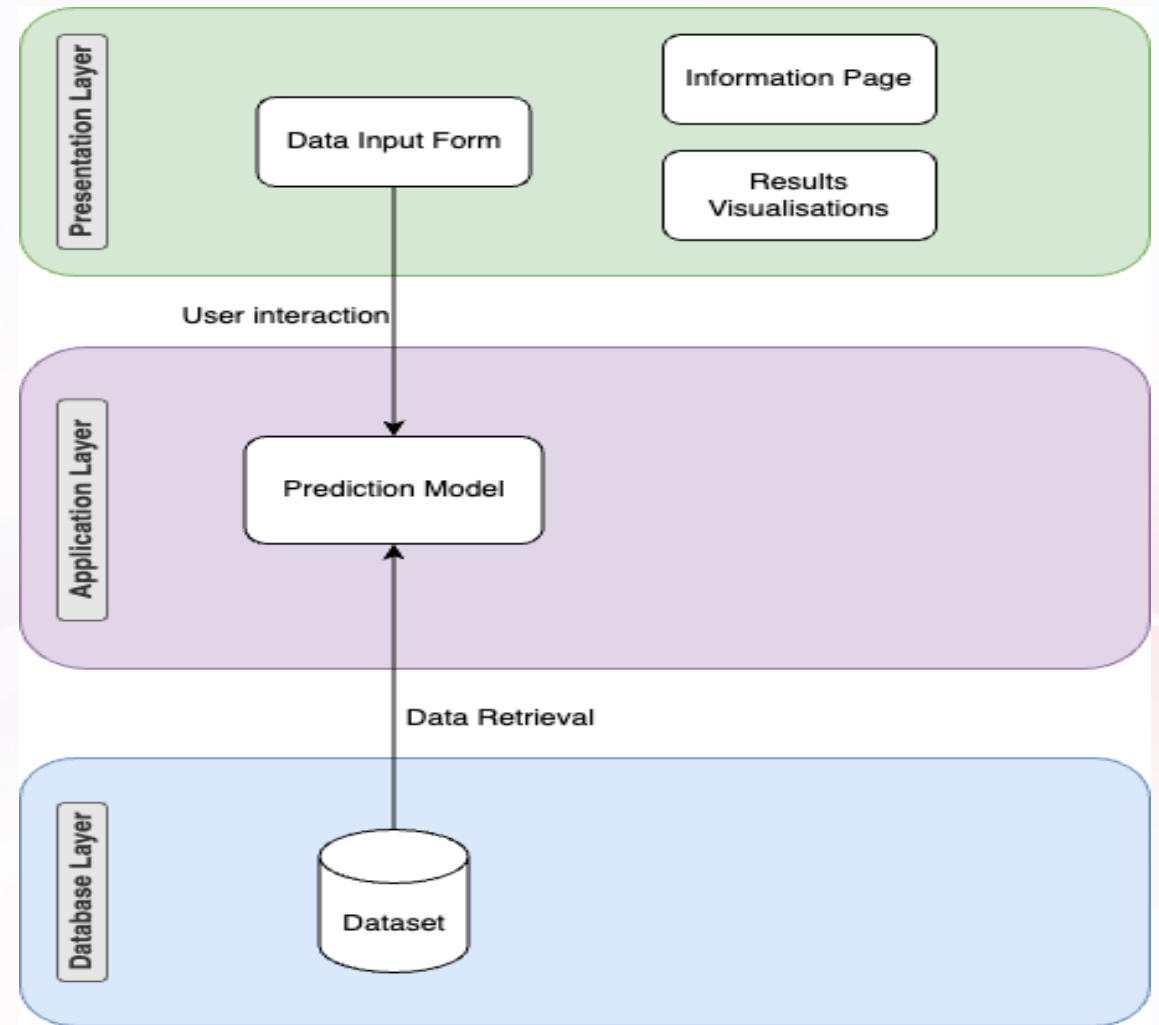 Presentation Layer
Information Page
Data Input Form
Results
Visualisations
User interaction
Application Layer
Prediction Model
Data Retrieval
Database Layer
Dataset